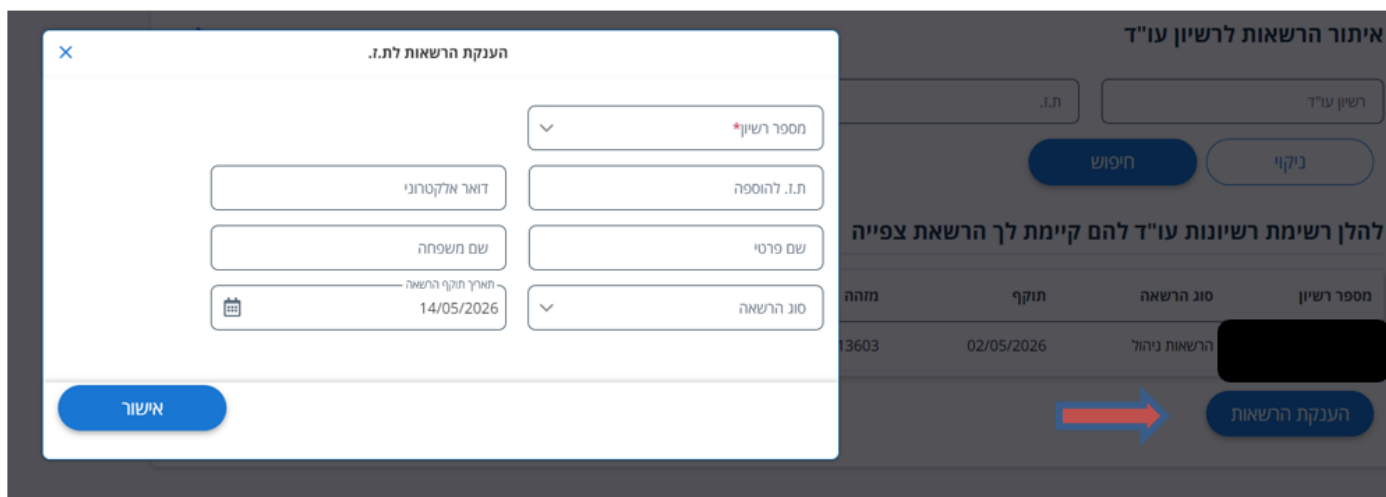 איתור הרשאות לרשיון עו"ד
רשיון עו"ד
ת.ז.
ניקוי
חיפוש
להלן רשימת רשיונות עו"ד להם קיימת לך הרשאת צפייה
מספר רשיון סוג הרשאה תוקף מזהה
הרשאות ניהול 02/05/2026 13603
הענקת הרשאות
הענקת הרשאות לת.ז.
מספר רשיון*
ת.ז. להוספה
דואר אלקטרוני
שם פרטי
שם משפחה
סוג הרשאה
תאריך תוקף הרשאה
14/05/2026
אישור